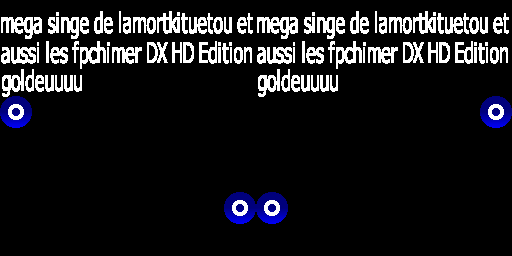 mega singe de lamortkituetou et mega singe de lamortkituetou et
aussi les fpchimer DX HD Edition aussi les fpchimer DX HD Edition
goldeuuuu goldeuuuu